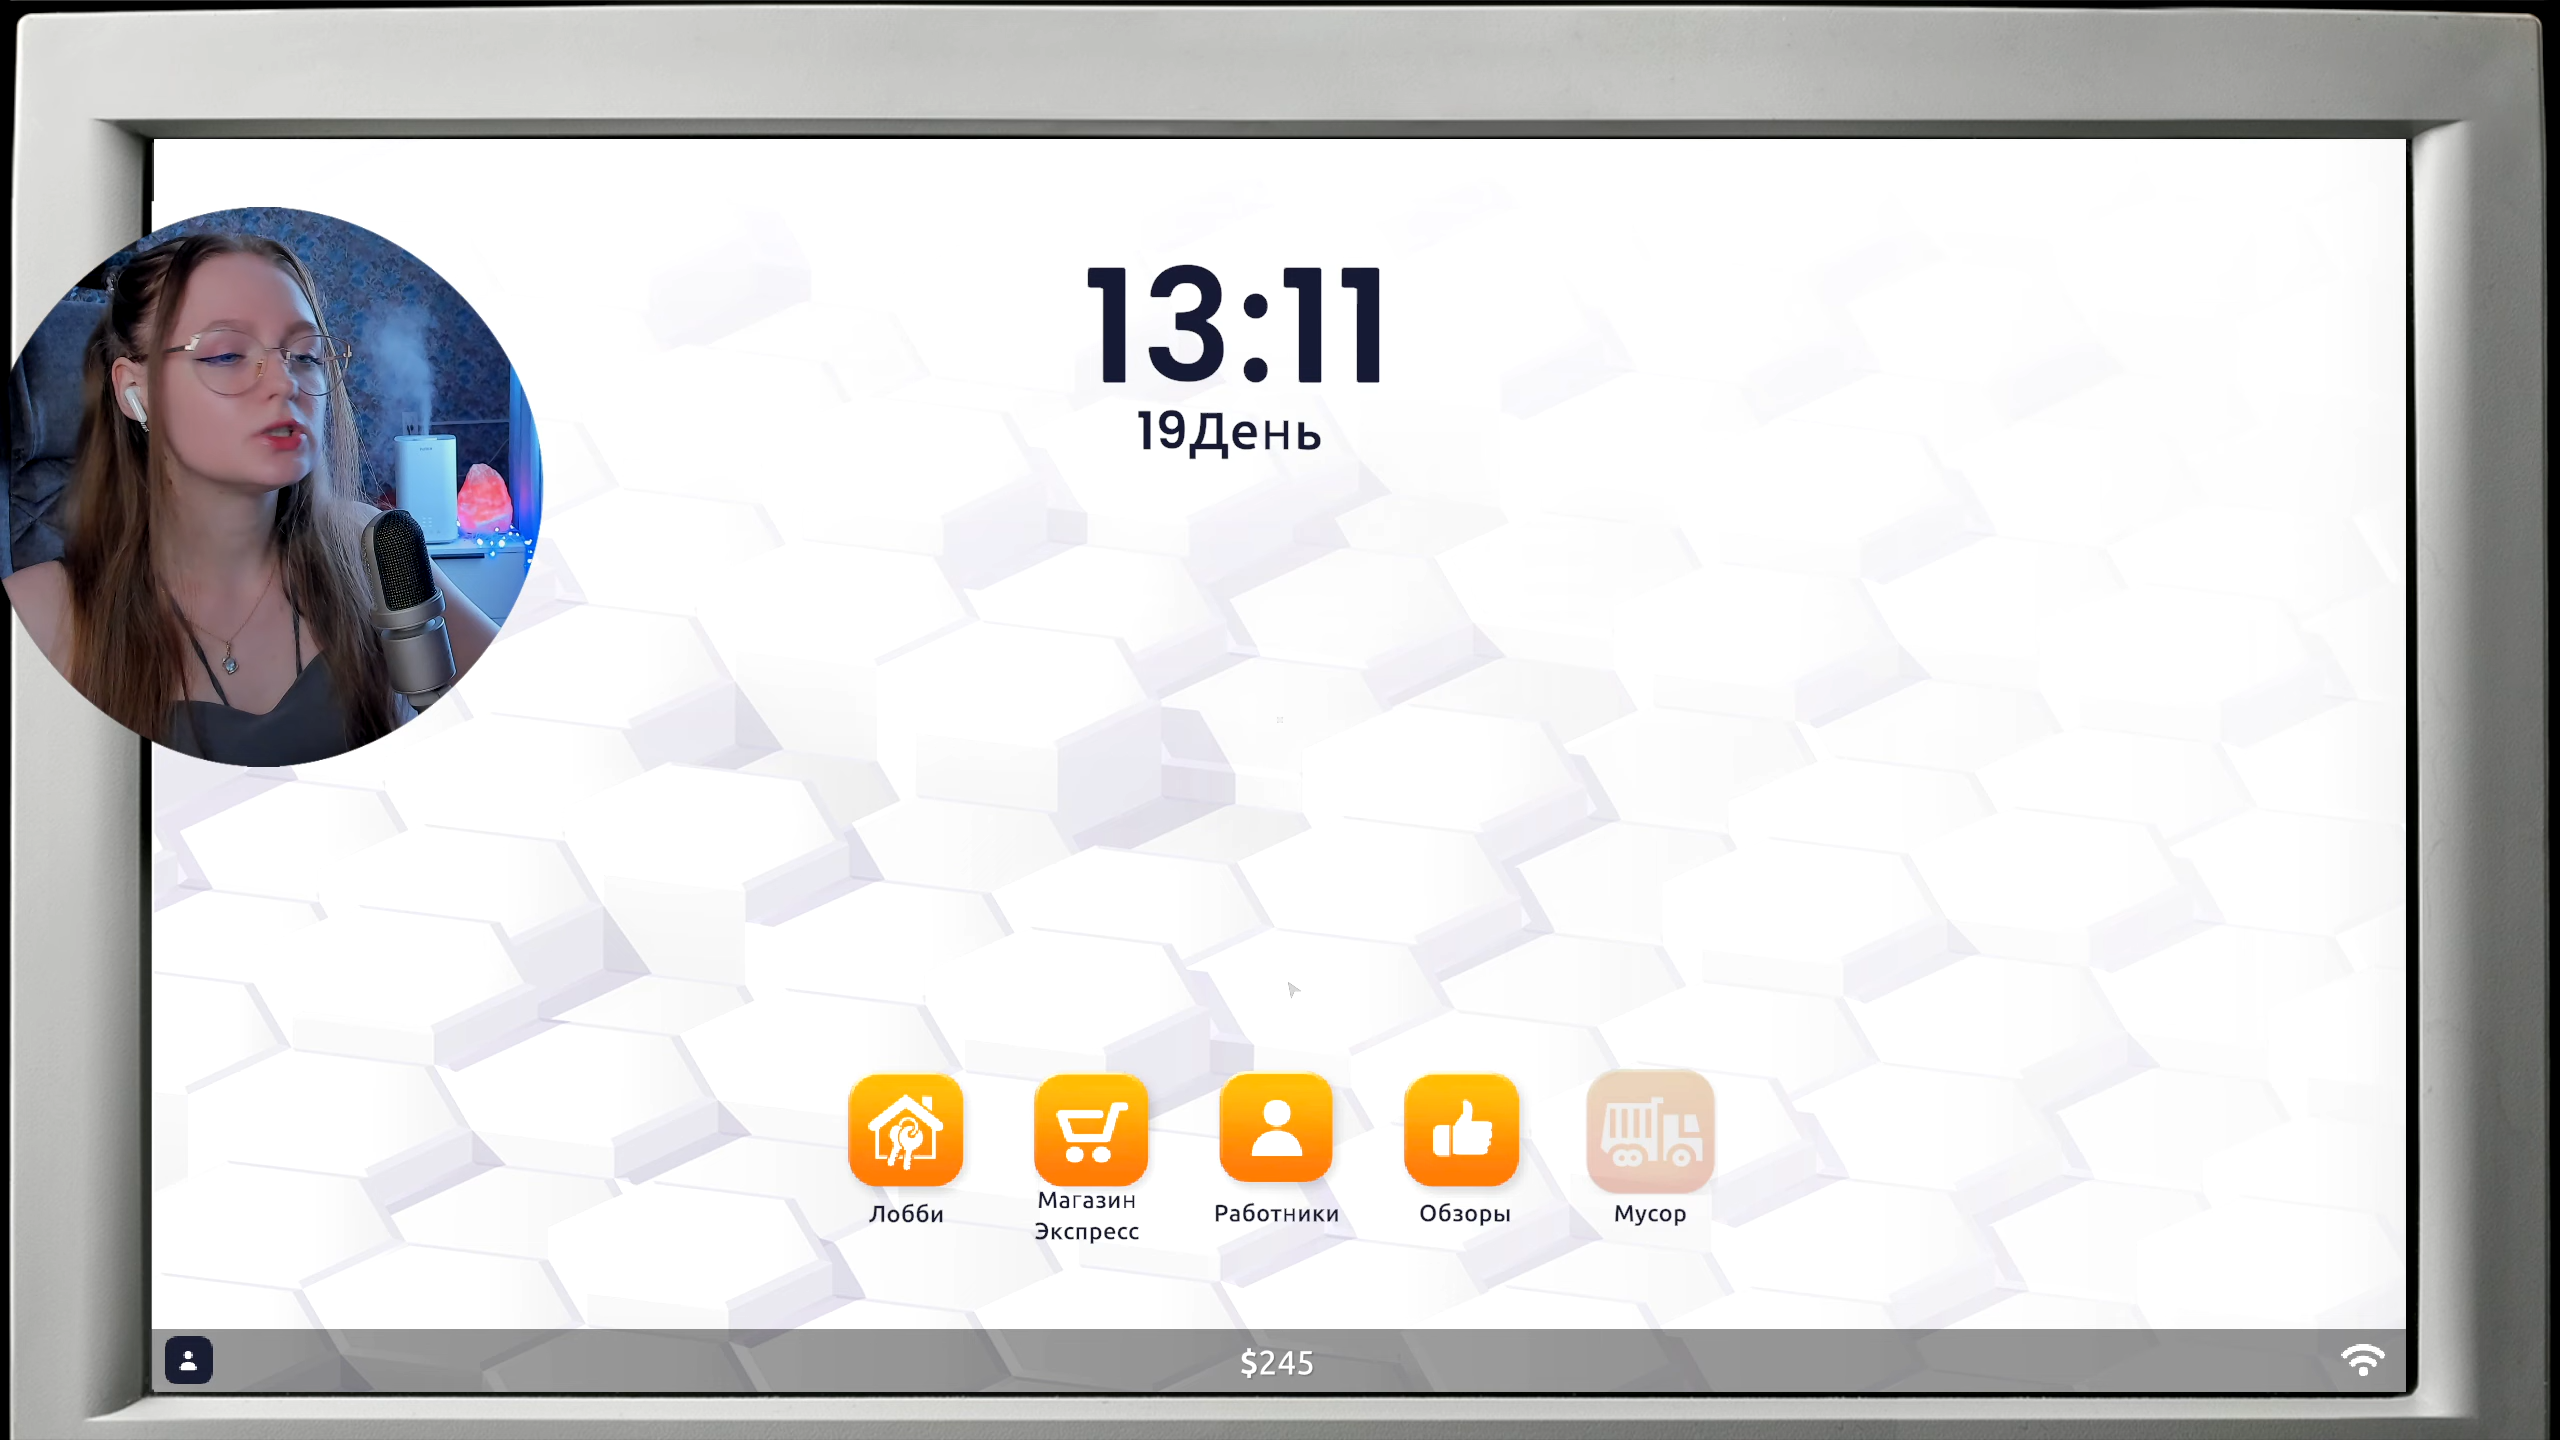 13:11
19День
Лобби
Магазин
Экспресс
Работники
Обзоры
Мусор
$245